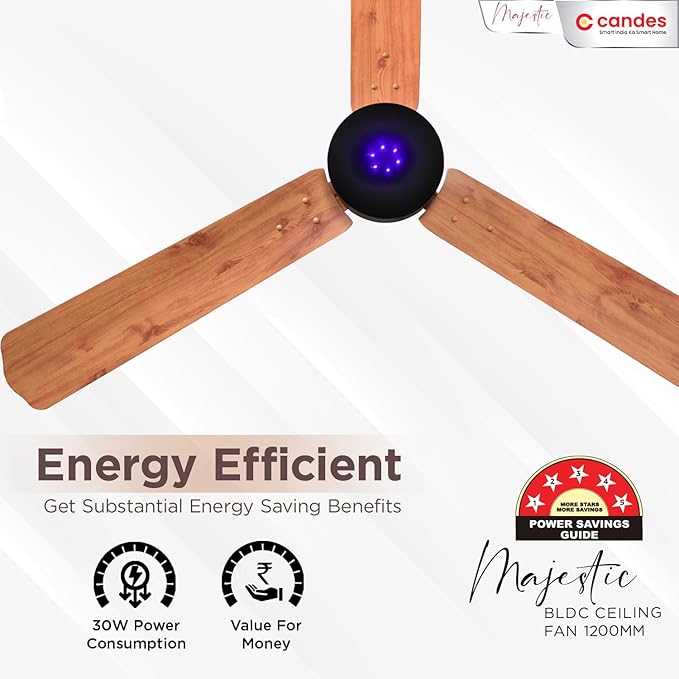 Majestic
candes
Smart India Ka Smart Home
Energy Efficient
Get Substantial Energy Saving Benefits
30W Power
Consumption
₹
Value For
Money
1 2 3 4 5
MORE STARS
MORE SAVINGS
POWER SAVINGS
GUIDE
Majestic
BLDC CEILING
FAN 1200MM